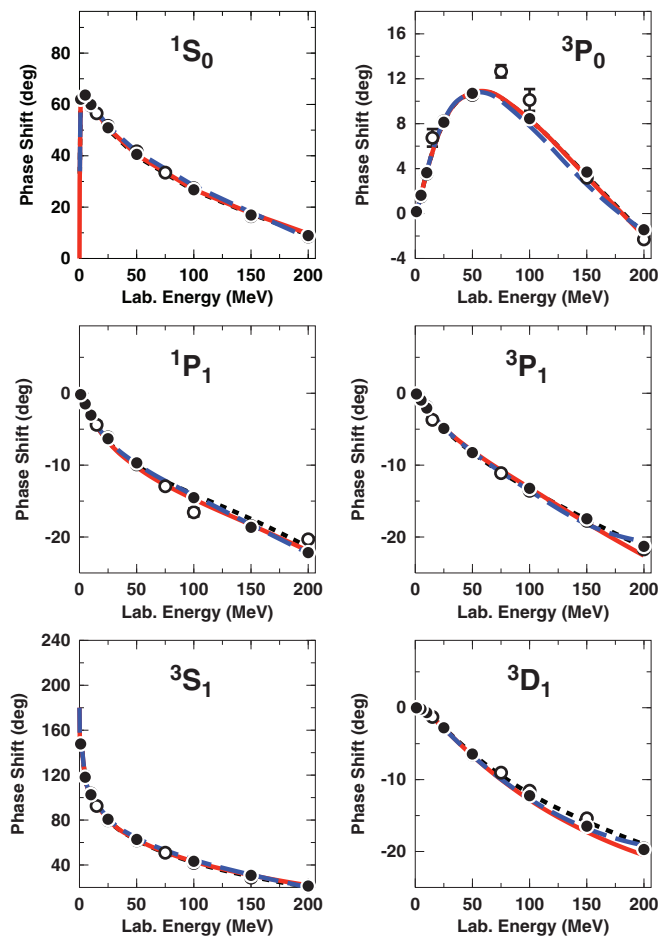 ¹S₀
Phase Shift (deg)
80
60
40
20
0
0 50 100 150 200
Lab. Energy (MeV)
³P₀
Phase Shift (deg)
16
12
8
4
0
-4
0 50 100 150 200
Lab. Energy (MeV)
¹P₁
Phase Shift (deg)
0
-10
-20
0 50 100 150 200
Lab. Energy (MeV)
³P₁
Phase Shift (deg)
0
-10
-20
0 50 100 150 200
Lab. Energy (MeV)
³S₁
Phase Shift (deg)
240
200
160
120
80
40
0 50 100 150 200
Lab. Energy (MeV)
³D₁
Phase Shift (deg)
0
-10
-20
0 50 100 150 200
Lab. Energy (MeV)